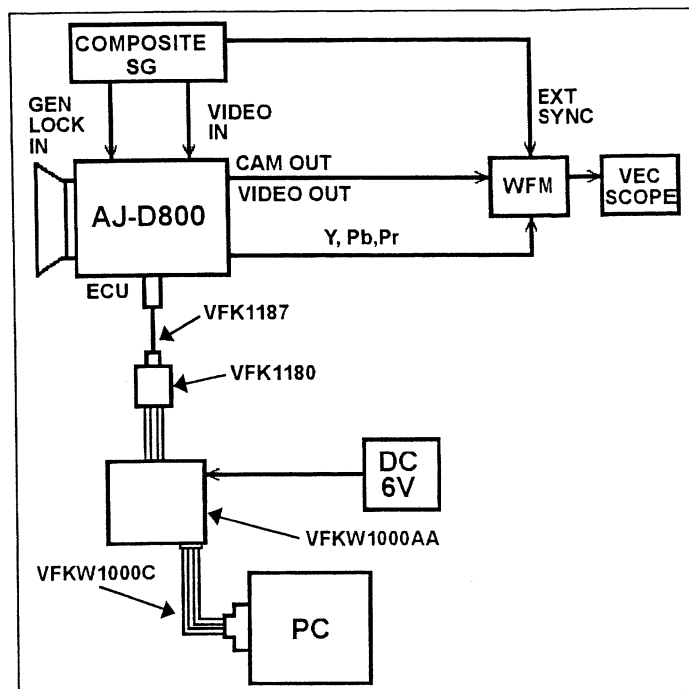 COMPOSITE
SG
GEN
LOCK
IN
VIDEO
IN
EXT
SYNC
CAM OUT
VIDEO OUT
AJ-D800
WFM
VEC
SCOPE
Y, Pb,Pr
ECU
VFK1187
VFK1180
DC
6V
VFKW1000AA
VFKW1000C
PC